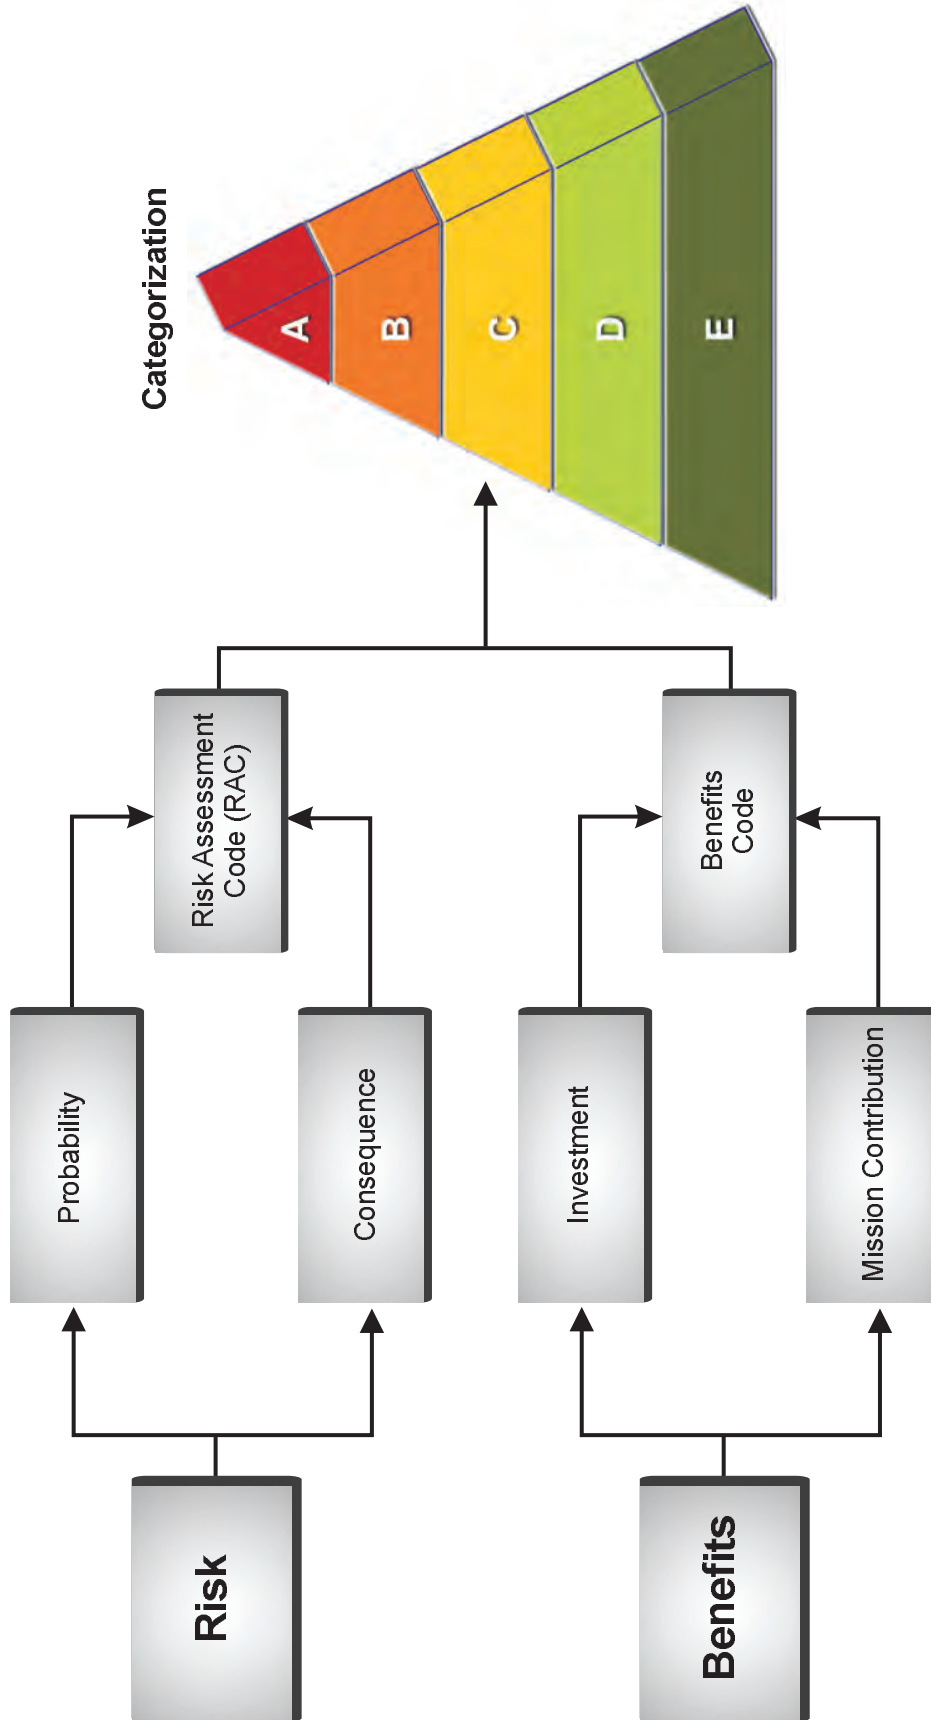 Risk
Probability
Consequence
Risk Assessment
Code (RAC)
Benefits
Investment
Mission Contribution
Benefits
Code
Categorization
A
B
C
D
E